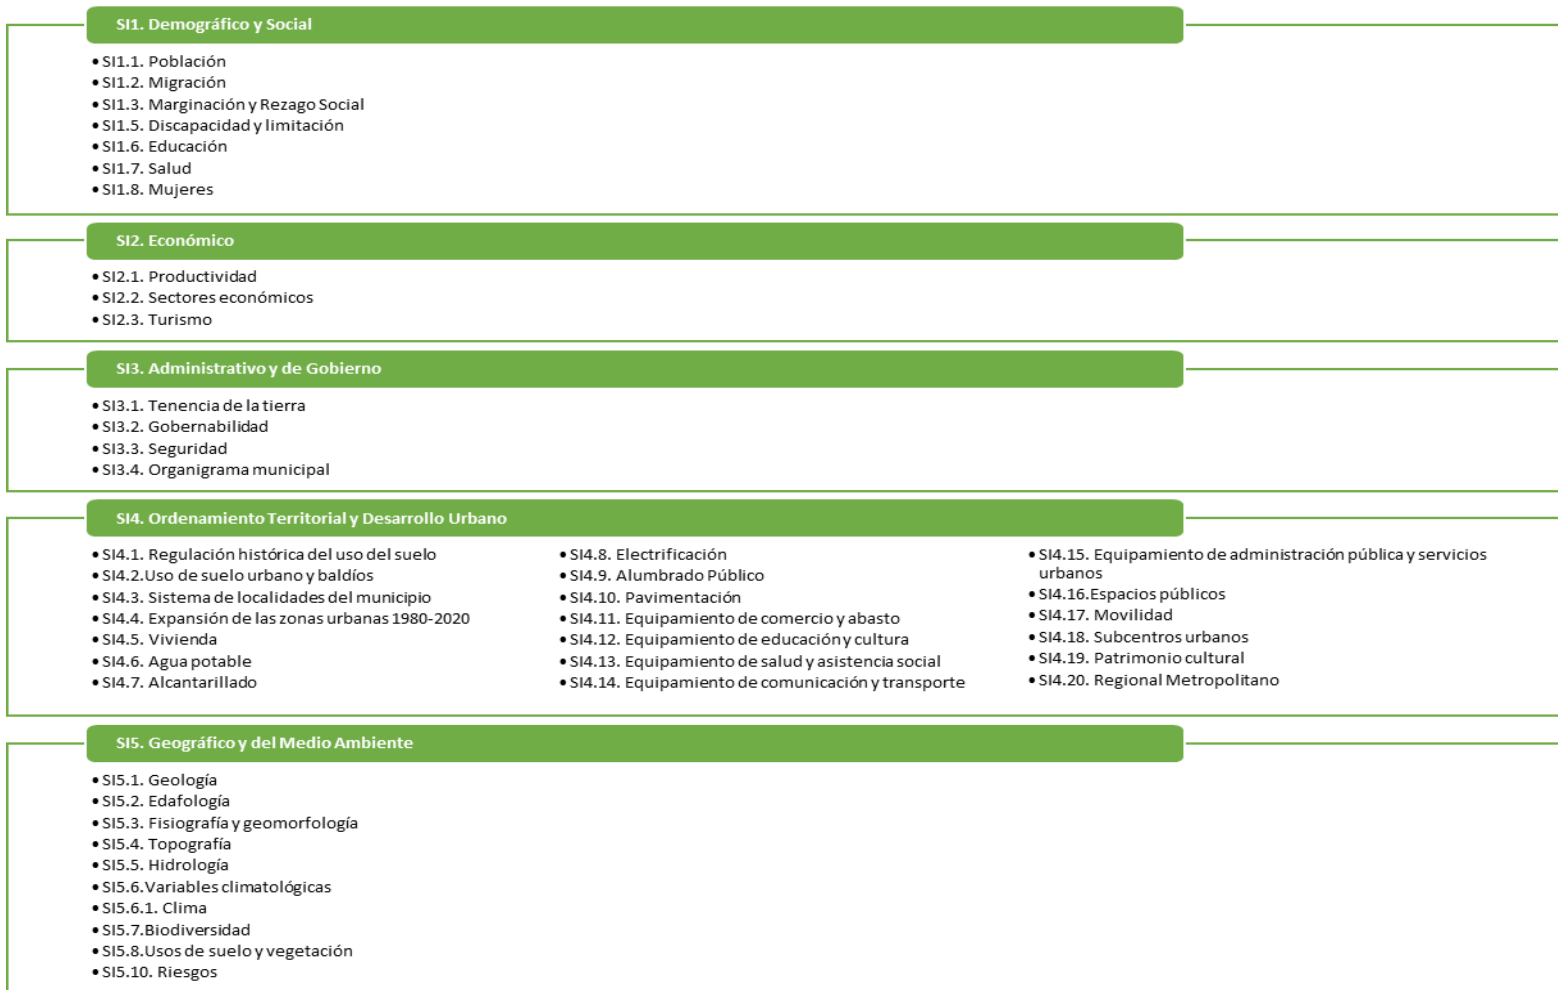 SI1. Demográfico y Social
• SI1.1. Población
• SI1.2. Migración
• SI1.3. Marginación y Rezago Social
• SI1.5. Discapacidad y limitación
• SI1.6. Educación
• SI1.7. Salud
• SI1.8. Mujeres
SI2. Económico
• SI2.1. Productividad
• SI2.2. Sectores económicos
• SI2.3. Turismo
SI3. Administrativo y de Gobierno
• SI3.1. Tenencia de la tierra
• SI3.2. Gobernabilidad
• SI3.3. Seguridad
• SI3.4. Organigrama municipal
SI4. Ordenamiento Territorial y Desarrollo Urbano
• SI4.1. Regulación histórica del uso del suelo
• SI4.2.Uso de suelo urbano y baldíos
• SI4.3. Sistema de localidades del municipio
• SI4.4. Expansión de las zonas urbanas 1980-2020
• SI4.5. Vivienda
• SI4.6. Agua potable
• SI4.7. Alcantarillado
• SI4.8. Electrificación
• SI4.9. Alumbrado Público
• SI4.10. Pavimentación
• SI4.11. Equipamiento de comercio y abasto
• SI4.12. Equipamiento de educación y cultura
• SI4.13. Equipamiento de salud y asistencia social
• SI4.14. Equipamiento de comunicación y transporte
• SI4.15. Equipamiento de administración pública y servicios
urbanos
• SI4.16.Espacios públicos
• SI4.17. Movilidad
• SI4.18. Subcentros urbanos
• SI4.19. Patrimonio cultural
• SI4.20. Regional Metropolitano
SI5. Geográfico y del Medio Ambiente
• SI5.1. Geología
• SI5.2. Edafología
• SI5.3. Fisiografía y geomorfología
• SI5.4. Topografía
• SI5.5. Hidrología
• SI5.6.Variables climatológicas
• SI5.6.1. Clima
• SI5.7.Biodiversidad
• SI5.8.Usos de suelo y vegetación
• SI5.10. Riesgos